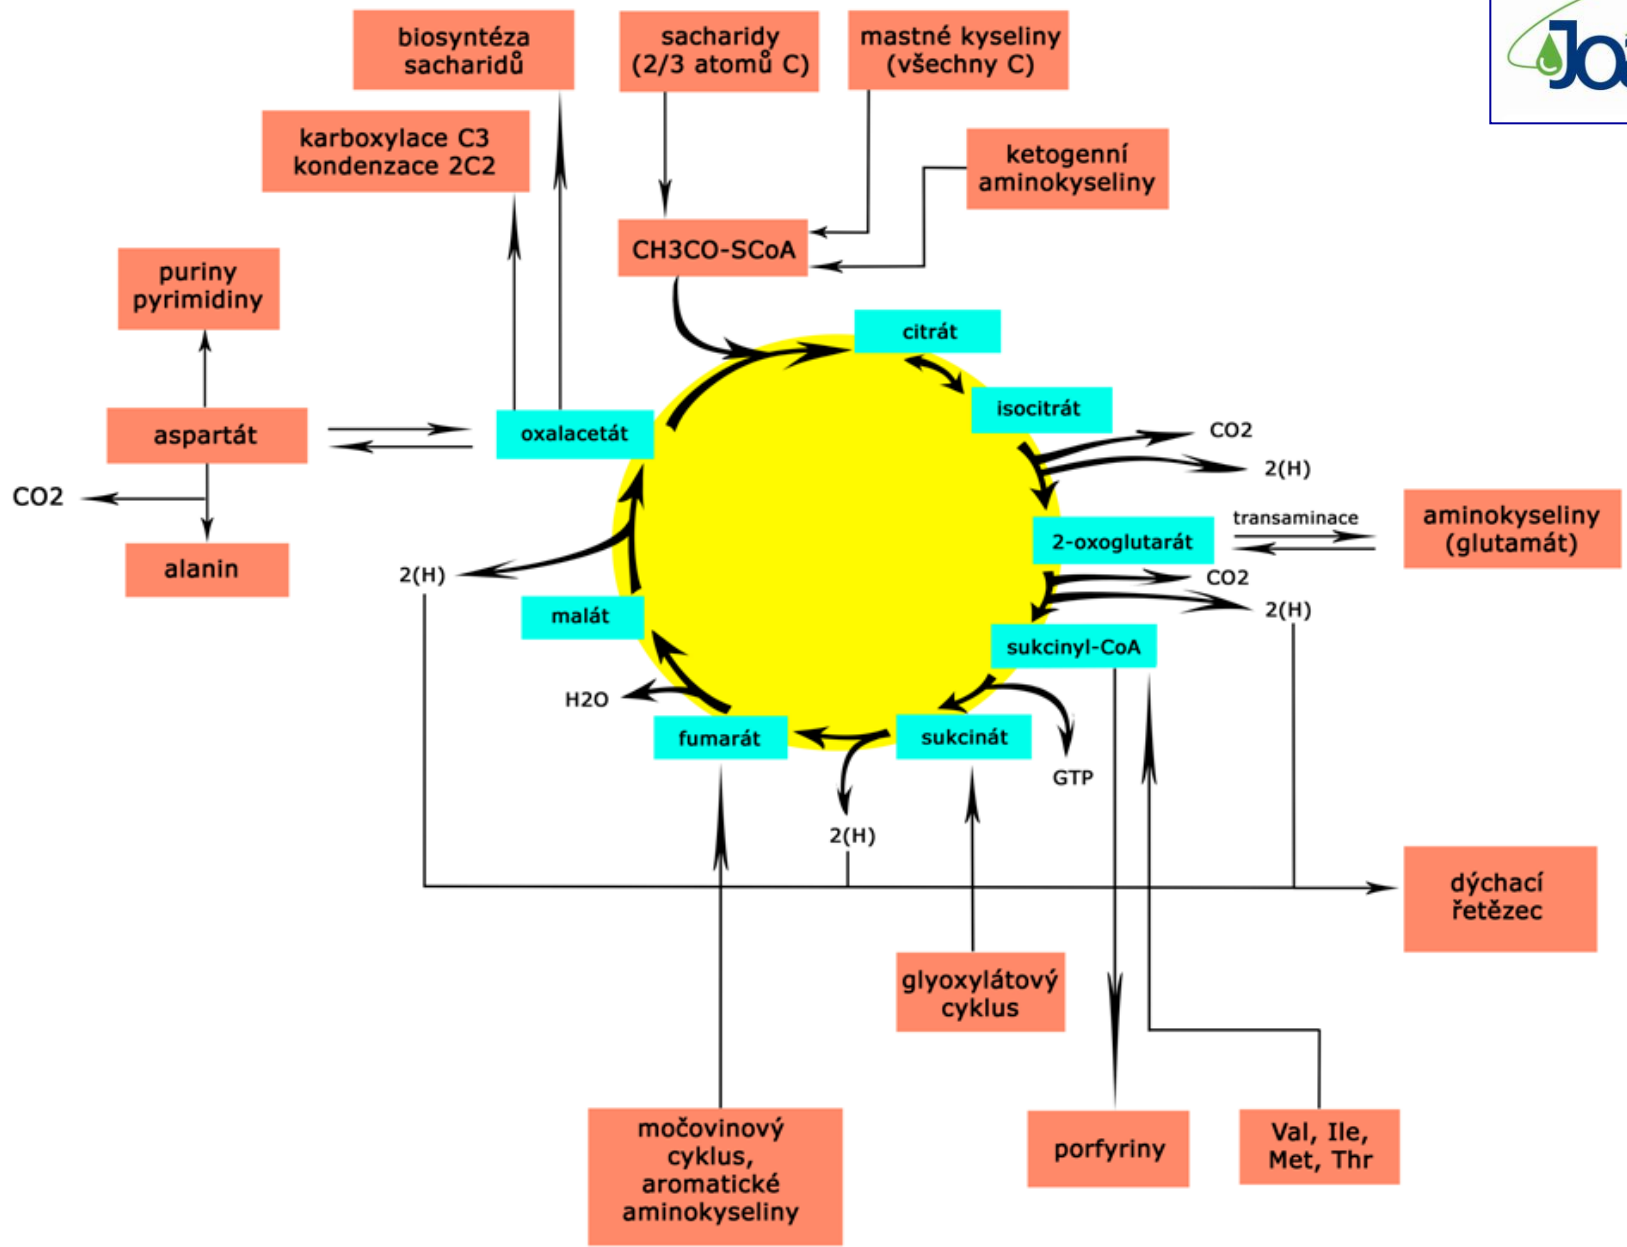 biosyntéza
sacharidů
sacharidy
(2/3 atomů C)
mastné kyseliny
(všechny C)
karboxylace C3
kondenzace 2C2
ketogenní
aminokyseliny
CH3CO-SCoA
puriny
pyrimidiny
citrát
isocitrát
aspartát
oxalacetát
CO2
2(H)
CO2
transaminace
aminokyseliny
(glutamát)
2-oxoglutarát
alanin
2(H)
CO2
2(H)
malát
sukcinyl-CoA
H2O
fumarát
sukcinát
GTP
2(H)
dýchací
řetězec
glyoxylátový
cyklus
močovinový
cyklus,
aromatické
aminokyseliny
porfyriny
Val, Ile,
Met, Thr